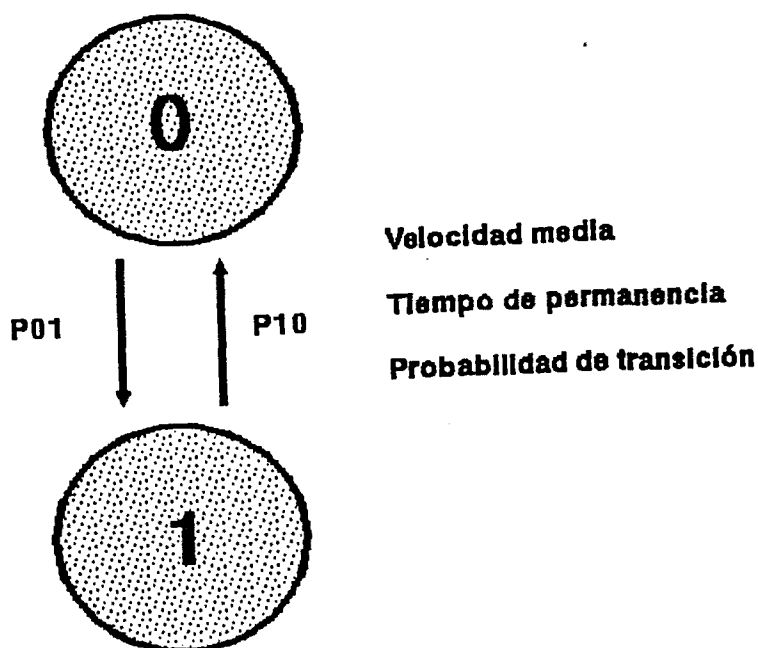 0
Velocidad media
Tiempo de permanencia
P01
P10
Probabilidad de transición
1